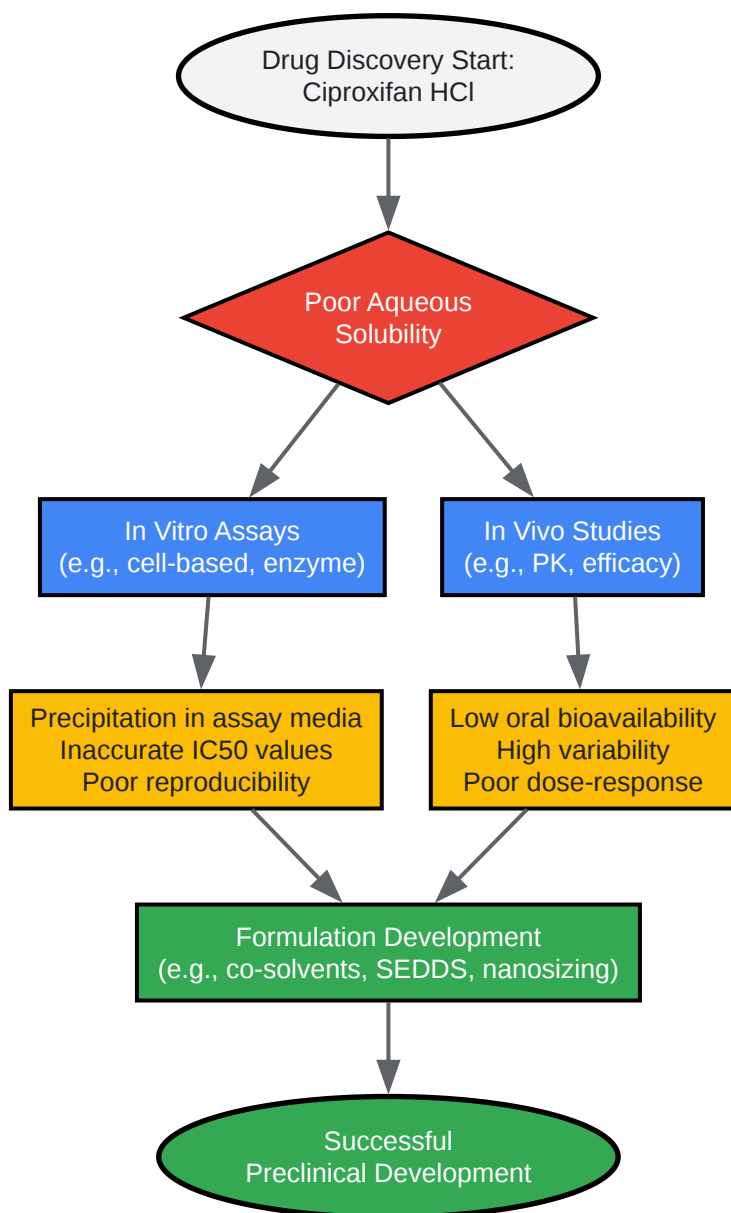 Drug Discovery Start:
Ciproxifan HCl
Poor Aqueous
Solubility
In Vitro Assays
(e.g., cell-based, enzyme)
In Vivo Studies
(e.g., PK, efficacy)
Precipitation in assay media
Inaccurate IC50 values
Poor reproducibility
Low oral bioavailability
High variability
Poor dose-response
Formulation Development
(e.g., co-solvents, SEDDS, nanosizing)
Successful
Preclinical Development